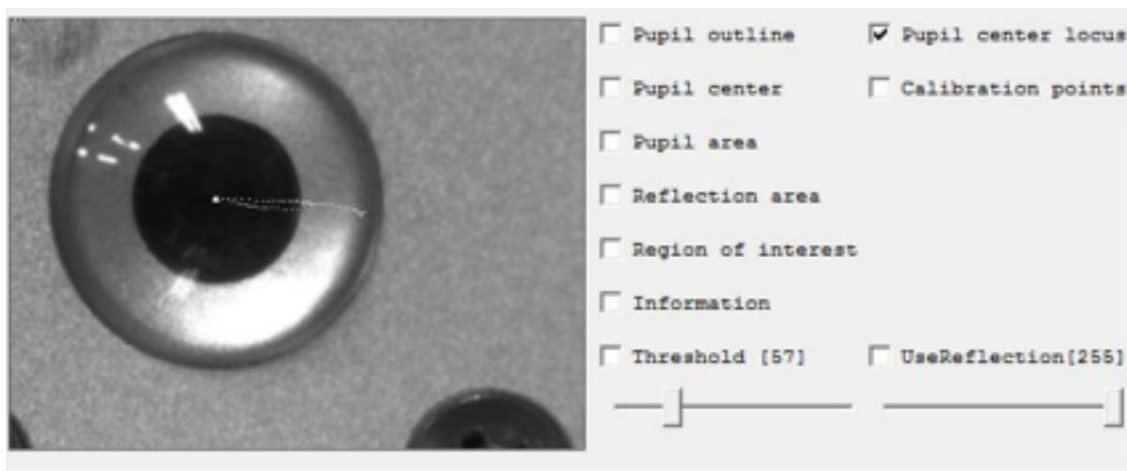 Pupil outline Pupil center locus
Pupil center Calibration points
Pupil area
Reflection area
Region of interest
Information
Threshold [57] UseReflection[255]